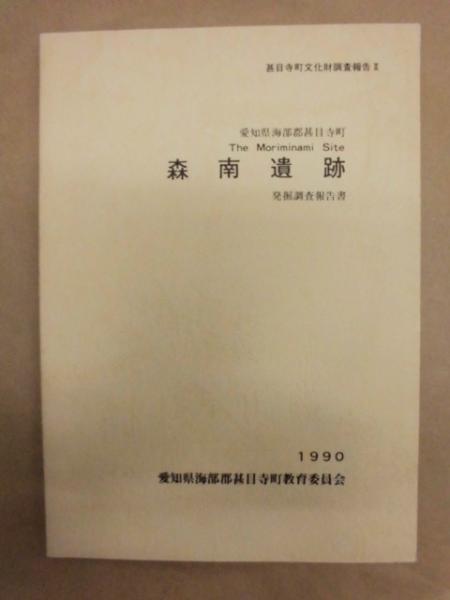 甚目寺町文化財調査報告Ⅱ
愛知県海部郡甚目寺町
The Moriminami Site
森南遺跡
発掘調査報告書
1990
愛知県海部郡甚目寺町教育委員会